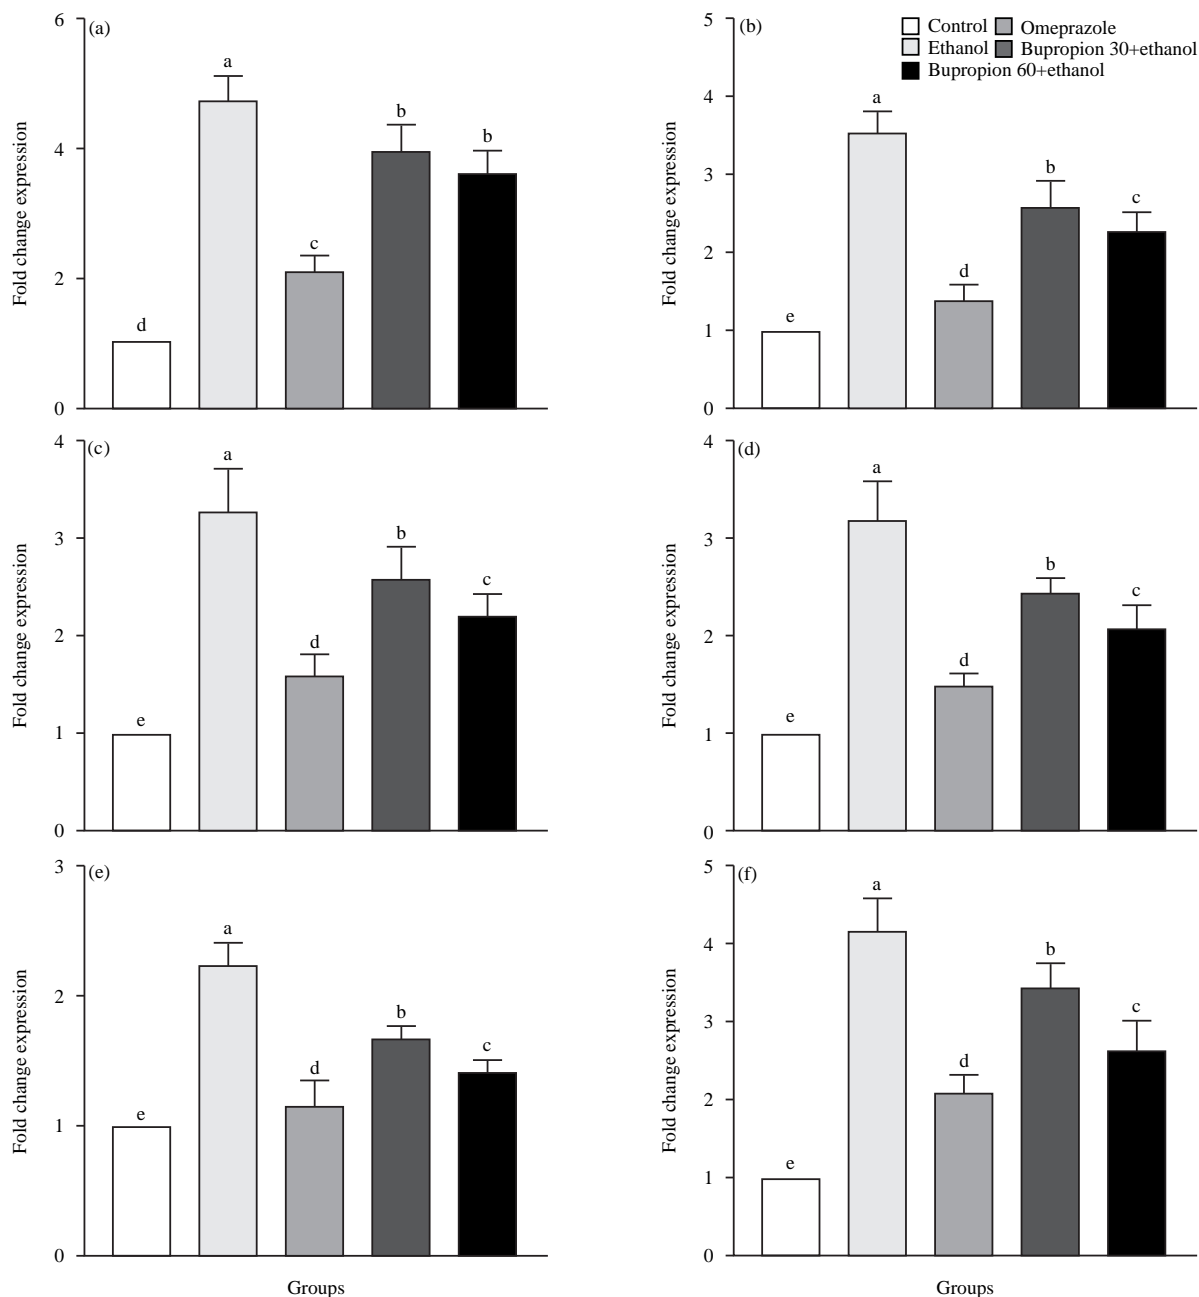 (a)
Fold change expression
6
4
2
0
d
a
c
b
b
(b)
Control
Omeprazole
Ethanol
Bupropion 30+ethanol
Bupropion 60+ethanol
Fold change expression
5
4
3
2
1
0
e
a
d
b
c
(c)
Fold change expression
4
3
2
1
0
e
a
d
b
c
(d)
Fold change expression
4
3
2
1
0
e
a
d
b
c
(e)
Fold change expression
3
2
1
0
e
a
d
b
c
Groups
(f)
Fold change expression
5
4
3
2
1
0
e
a
d
b
c
Groups